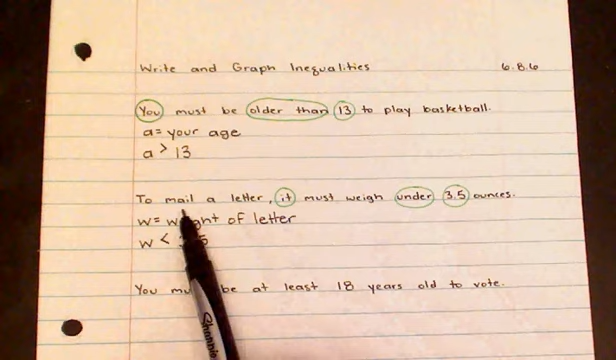 Write and Graph Inequalities 6.8.6
You must be older than 13 to play basketball.
a = your age
a > 13
To mail a letter, it must weigh under 3.5 ounces.
w = weight of letter
w <
You be at least 18 years old to vote.
Sharpie